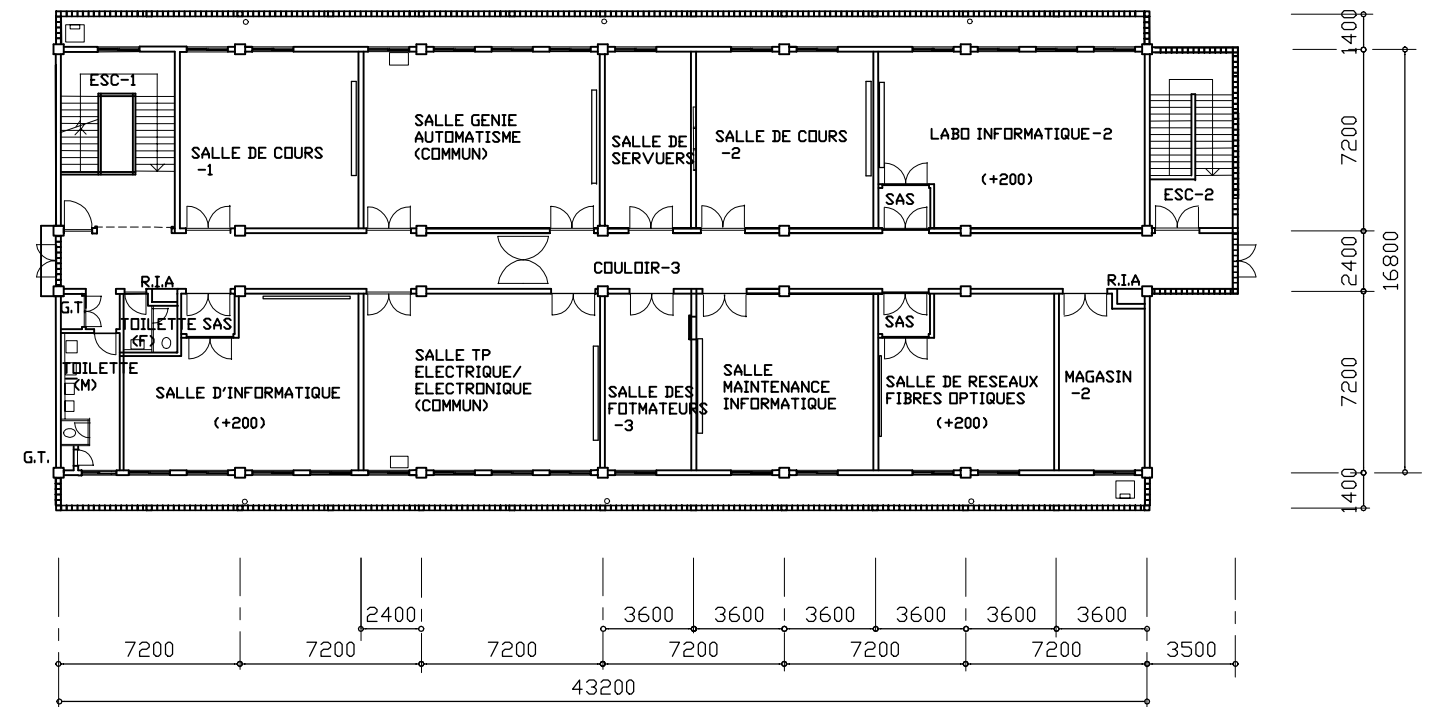 ESC-1
SALLE DE COURS
-1
SALLE GENIE
AUTOMATISME
(COMMUN)
SALLE DE
SERVUERS
SALLE DE COURS
-2
LABO INFORMATIQUE-2
(+200)
SAS
ESC-2
COULOIR-3
R.I.A
R.I.A
G.T
TOILETTE
(F)
SAS
TOILETTE
(M)
G.T.
SALLE D'INFORMATIQUE
(+200)
SALLE TP
ELECTRIQUE/
ELECTRONIQUE
(COMMUN)
SALLE DES
FOTMATEURS
-3
SALLE
MAINTENANCE
INFORMATIQUE
SAS
SALLE DE RESEAUX
FIBRES OPTIQUES
(+200)
MAGASIN
-2
1400
7200
2400
16800
7200
1400
2400
3600
3600
3600
3600
3600
3600
7200
7200
7200
7200
7200
7200
3500
43200